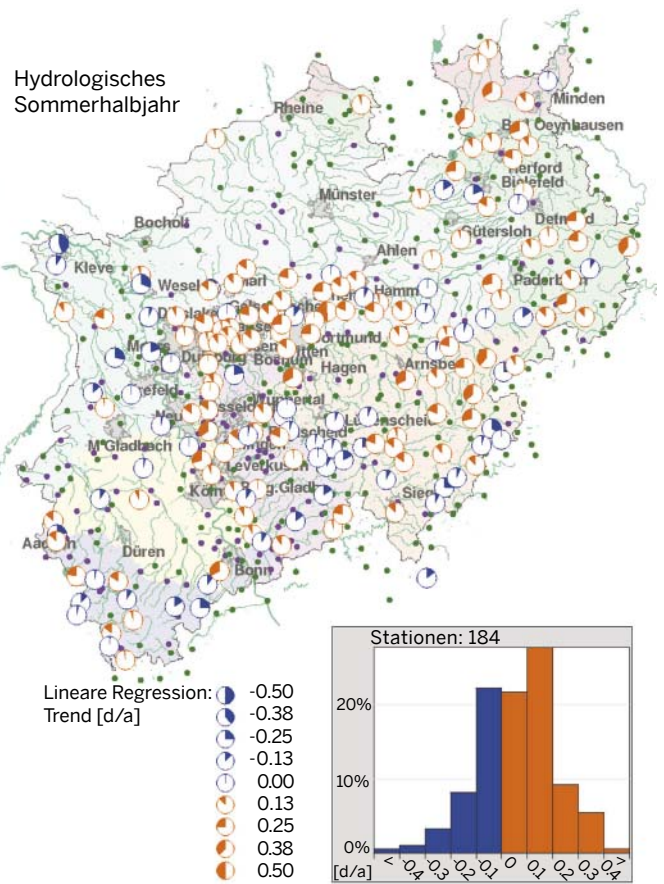 Hydrologisches
Sommerhalbjahr
Rheine
Minden
Bad Oeynhausen
Herford
Bielefeld
Münster
Detmold
Bocholt
Gütersloh
Ahlen
Kleve
Paderborn
Wesel
Hamm
Duisburg
Bochum
Hagen
Arnsberg
Krefeld
Wuppertal
Lüdenscheid
M'Gladbach
Leverkusen
Köln
Aachen
Düren
Bonn
Stationen: 184
Lineare Regression:
Trend [d/a]
-0.50
-0.38
-0.25
-0.13
0.00
0.13
0.25
0.38
0.50
20%
10%
0%
[d/a]
< -0.4 -0.3 -0.2 -0.1 0 0.1 0.2 0.3 0.4 >